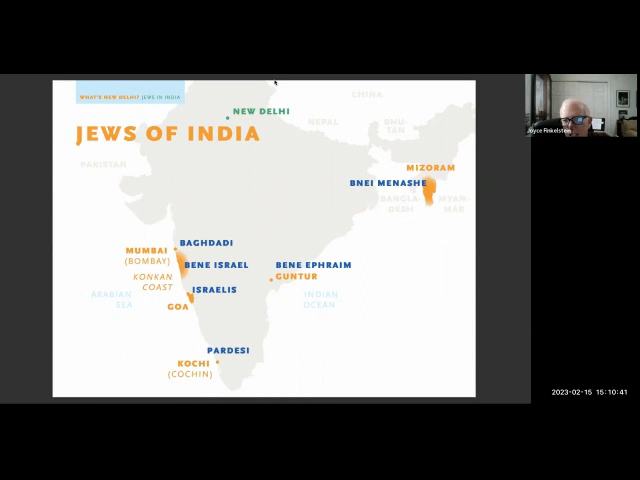 WHAT'S NEW DELHI? JEWS IN INDIA
JEWS OF INDIA
NEW DELHI
CHINA
NEPAL
BHU-
TAN
PAKISTAN
MIZORAM
BNEI MENASHE
BANGLA-
DESH
MYAN-
MAR
BAGHDADI
MUMBAI
(BOMBAY)
BENE ISRAEL
KONKAN
COAST
BENE EPHRAIM
GUNTUR
ISRAELIS
ARABIAN
SEA
GOA
INDIAN
OCEAN
PARDESI
KOCHI
(COCHIN)
Joyce Finkelstein
2023-02-15 15:10:41